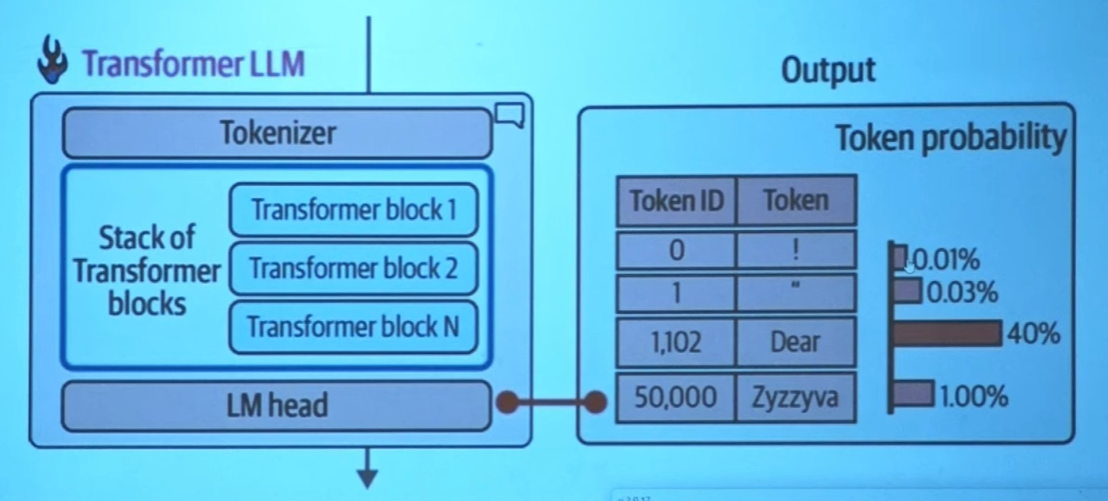 Transformer LLM
Output
Tokenizer
Token probability
Stack of
Transformer
blocks
Transformer block 1
Transformer block 2
Transformer block N
LM head
Token ID Token
0 ! 0.01%
1 " 0.03%
1,102 Dear 40%
50,000 Zyzzyva 1.00%